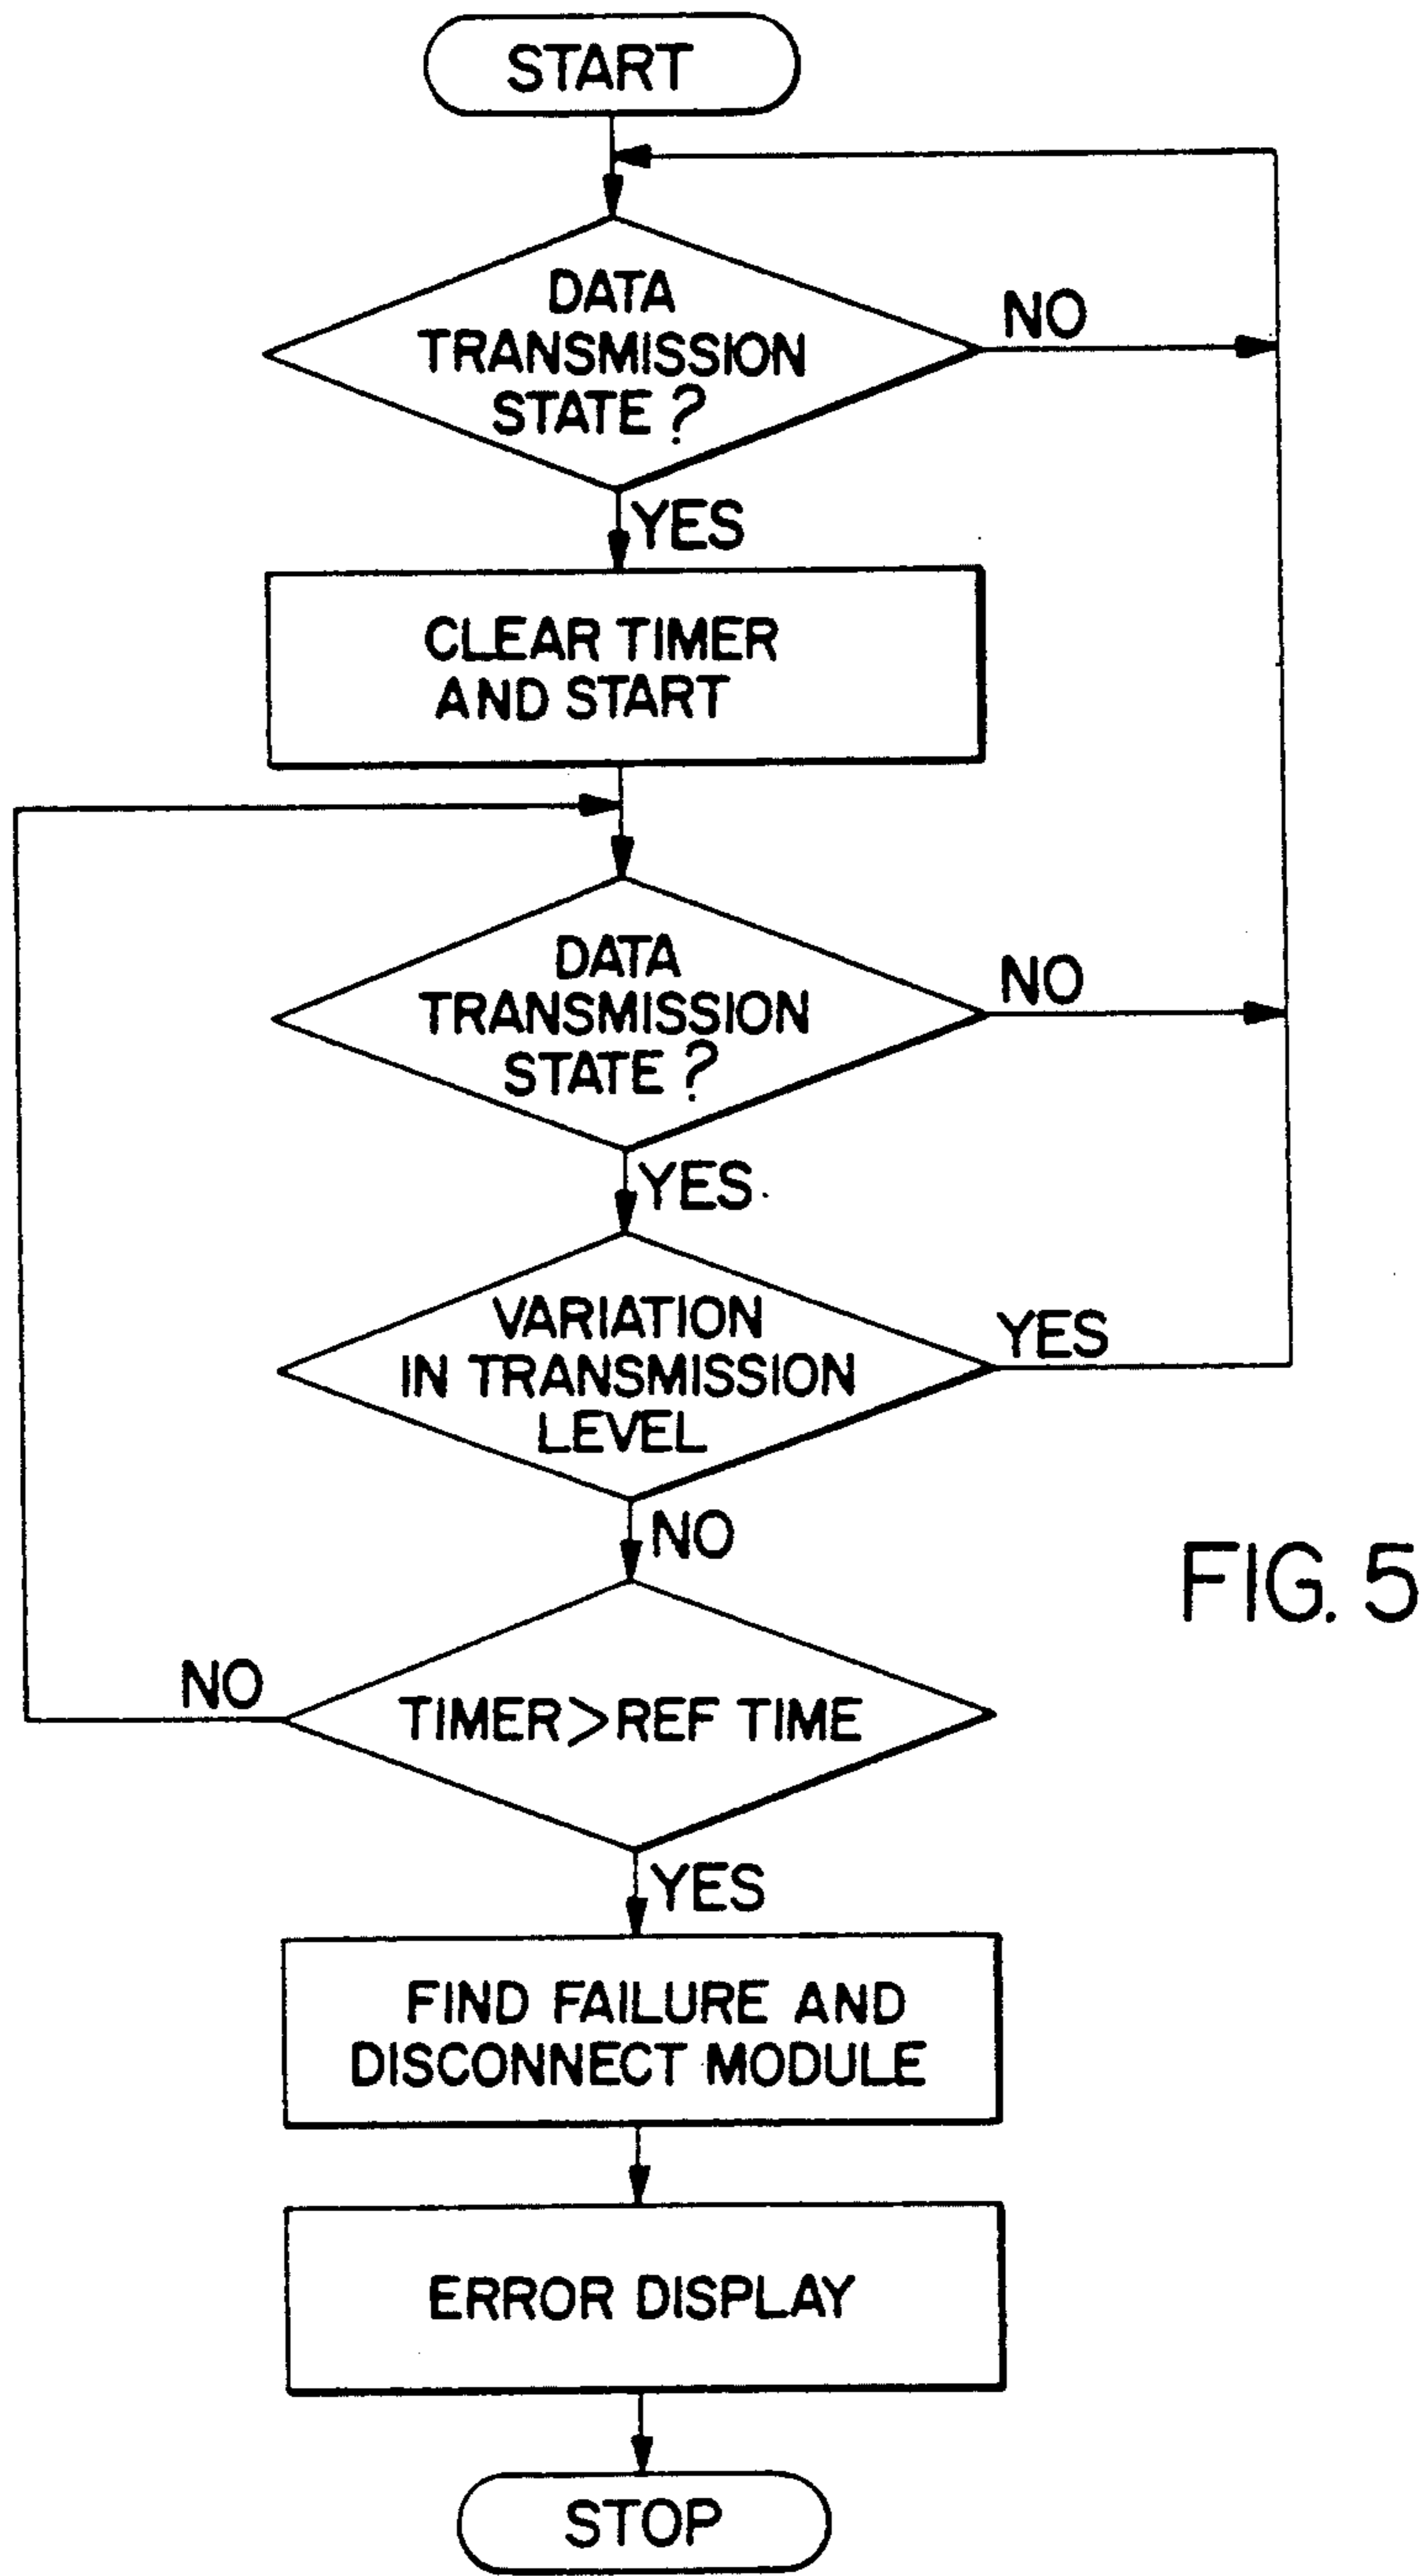 START
DATA
TRANSMISSION
STATE?
NO
YES
CLEAR TIMER
AND START
DATA
TRANSMISSION
STATE?
NO
YES
VARIATION
IN TRANSMISSION
LEVEL
YES
NO
FIG. 5
NO
TIMER>REF TIME
YES
FIND FAILURE AND
DISCONNECT MODULE
ERROR DISPLAY
STOP